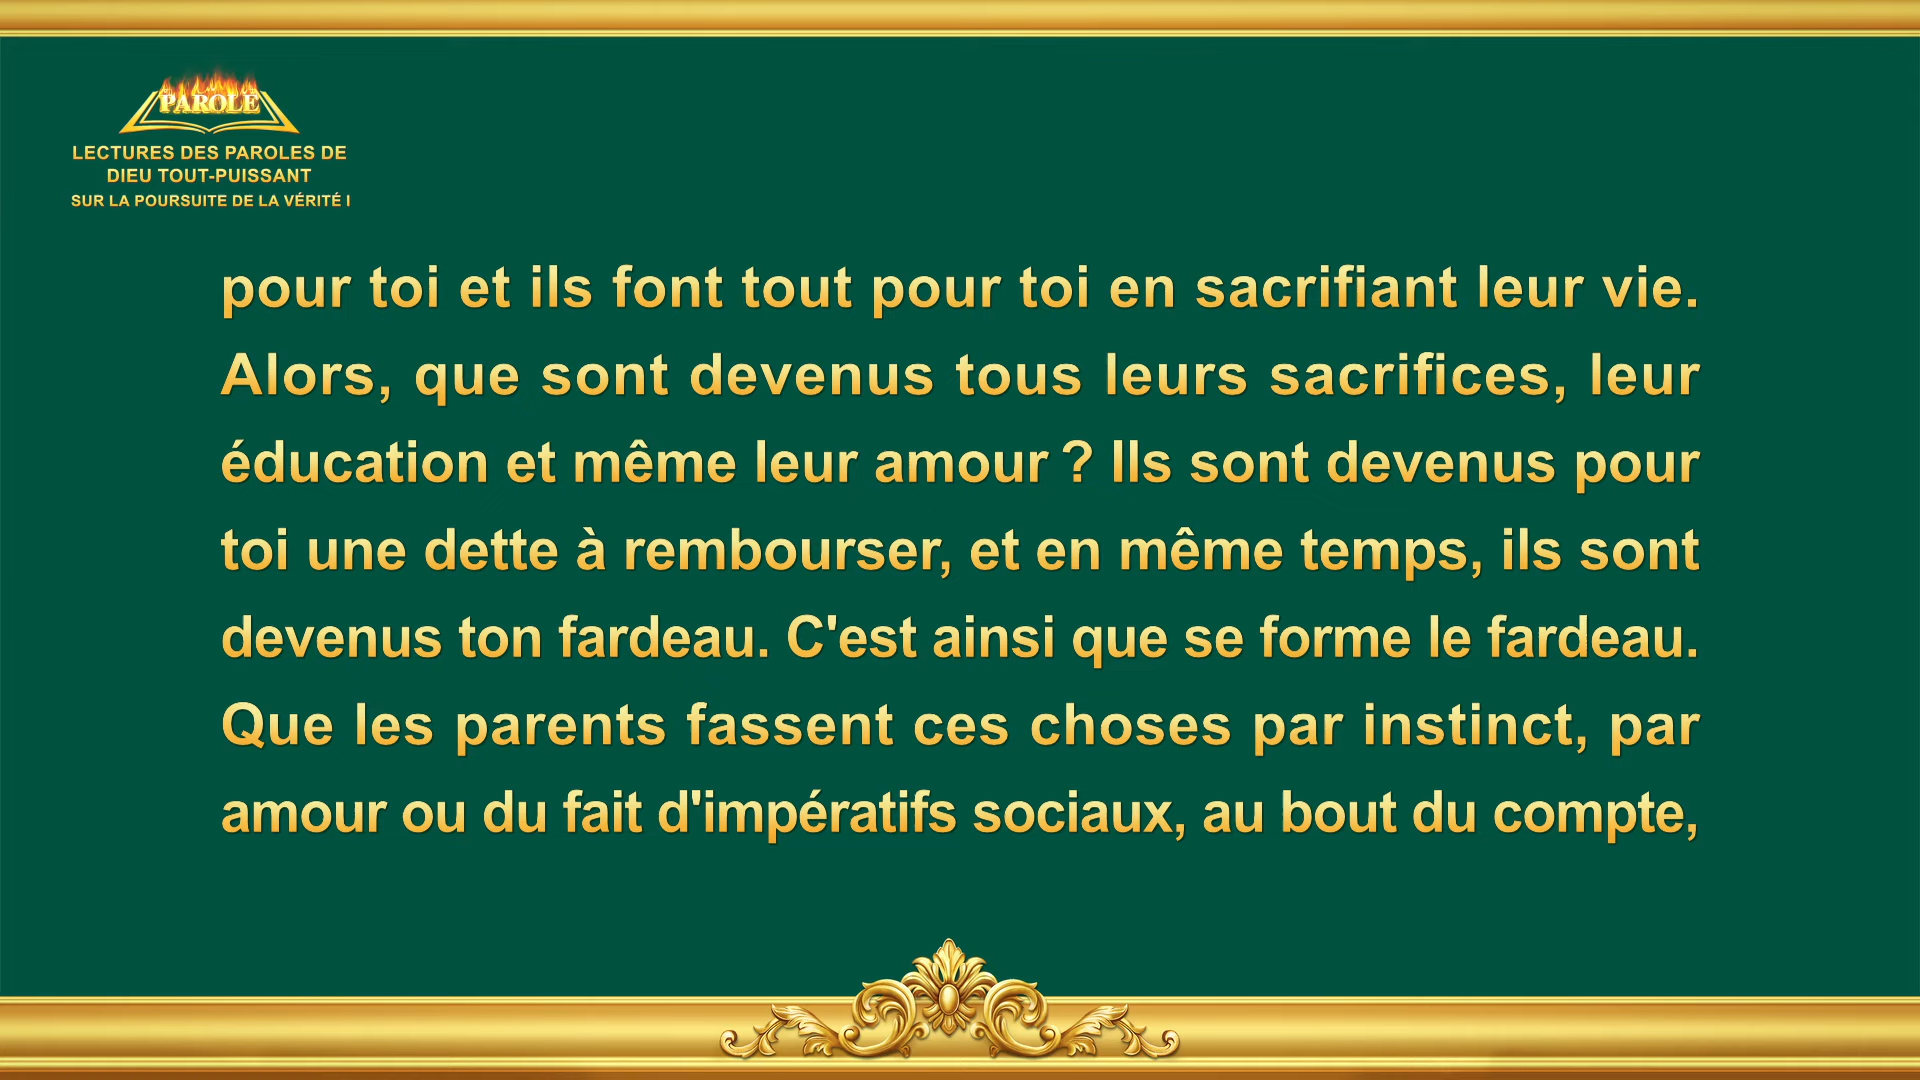 PAROLE
LECTURES DES PAROLES DE
DIEU TOUT-PUISSANT
SUR LA POURSUITE DE LA VÉRITÉ I
pour toi et ils font tout pour toi en sacrifiant leur vie.
Alors, que sont devenus tous leurs sacrifices, leur
éducation et même leur amour ? Ils sont devenus pour
toi une dette à rembourser, et en même temps, ils sont
devenus ton fardeau. C'est ainsi que se forme le fardeau.
Que les parents fassent ces choses par instinct, par
amour ou du fait d'impératifs sociaux, au bout du compte,